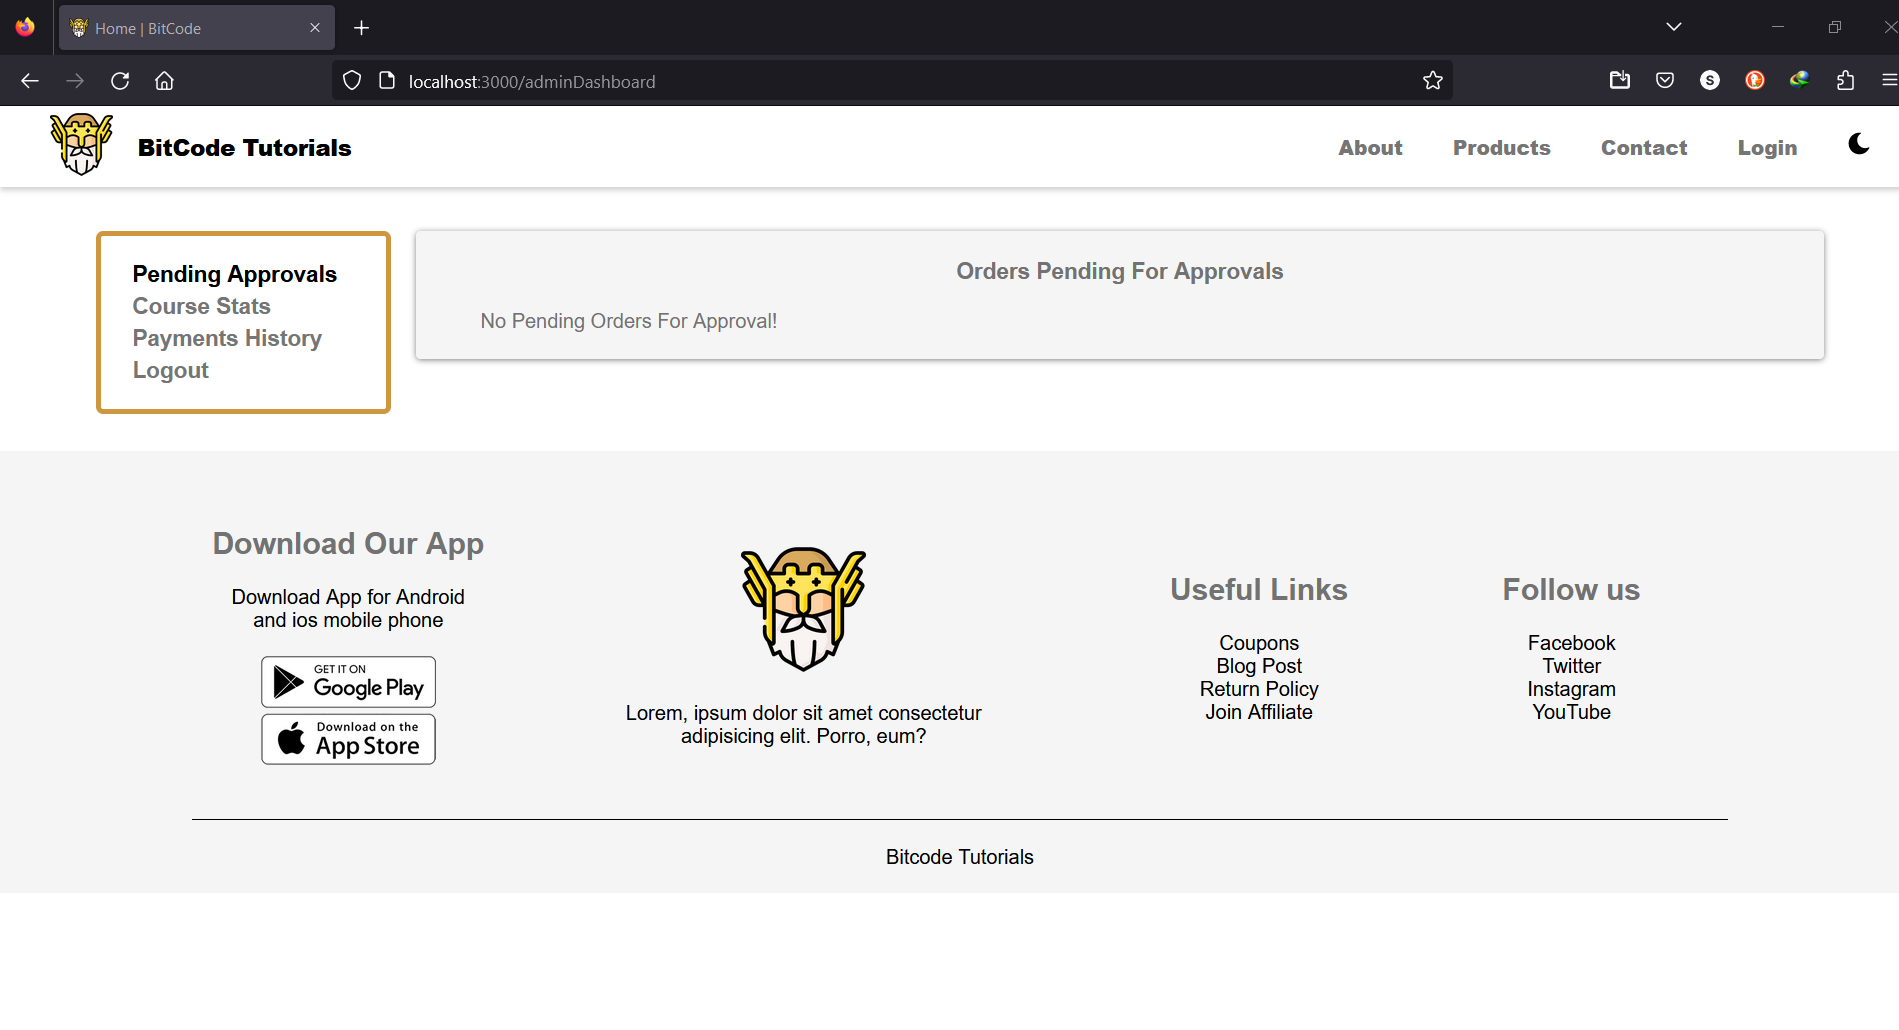 Home | BitCode
localhost:3000/adminDashboard
S
BitCode Tutorials
About Products Contact Login
Pending Approvals
Course Stats
Payments History
Logout
Orders Pending For Approvals
No Pending Orders For Approval!
Download Our App
Download App for Android
and ios mobile phone
GET IT ON
Google Play
Download on the
App Store
Lorem, ipsum dolor sit amet consectetur
adipisicing elit. Porro, eum?
Useful Links
Coupons
Blog Post
Return Policy
Join Affiliate
Follow us
Facebook
Twitter
Instagram
YouTube
Bitcode Tutorials